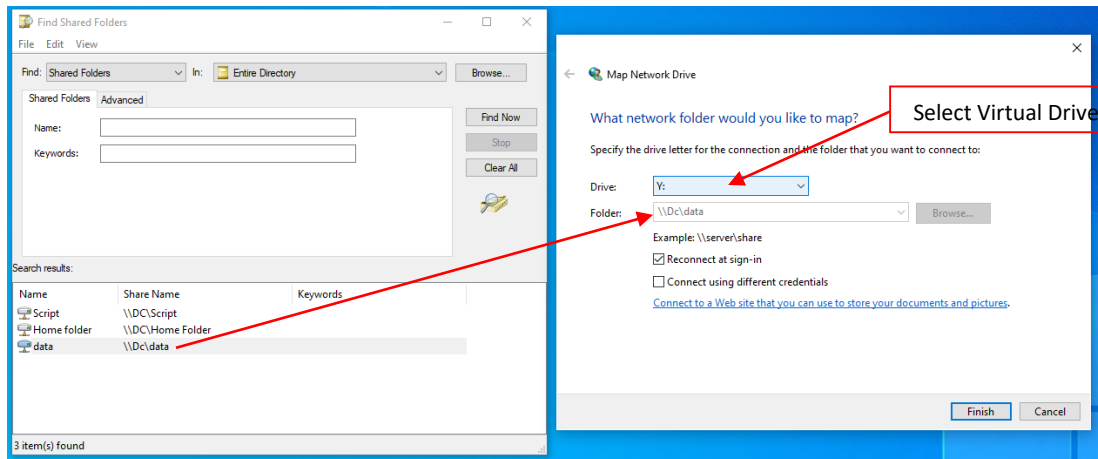 Find Shared Folders
File Edit View
Find: Shared Folders In: Entire Directory Browse...
Shared Folders Advanced
Name:
Keywords:
Find Now
Stop
Clear All
Search results:
Name Share Name Keywords
Script \\DC\Script
Home folder \\DC\Home Folder
data \\Dc\data
3 item(s) found
Map Network Drive
What network folder would you like to map?
Select Virtual Drive
Specify the drive letter for the connection and the folder that you want to connect to:
Drive: Y:
Folder: \\Dc\data Browse...
Example: \\server\share
Reconnect at sign-in
Connect using different credentials
Connect to a Web site that you can use to store your documents and pictures.
Finish Cancel